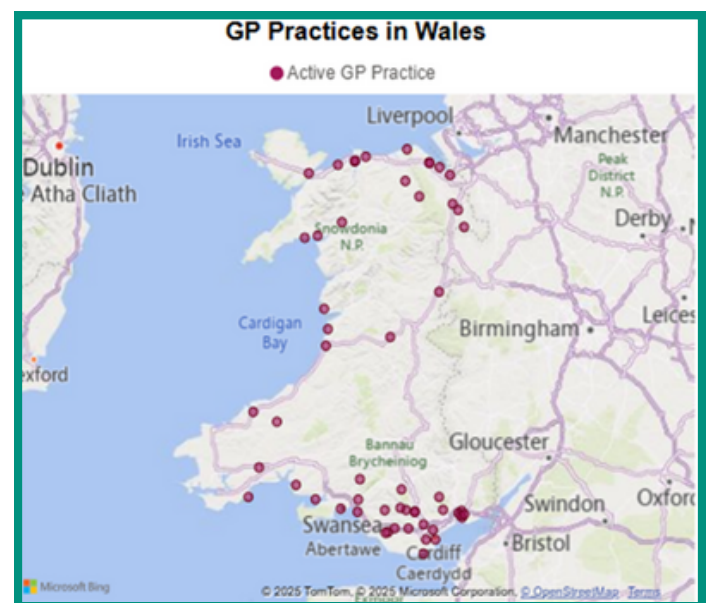 GP Practices in Wales
Active GP Practice
Liverpool
Irish Sea
Manchester
Dublin
Atha Cliath
Peak
District
N.P.
Derby
Snowdonia
N.P.
Cardigan
Bay
Birmingham
Leices
exford
Bannau
Brycheiniog
Gloucester
Swansea
Abertawe
Swindon
Oxford
Cardiff
Caerdydd
Bristol
Microsoft Bing
© 2025 TomTom, © 2025 Microsoft Corporation, © OpenStreetMap Terms